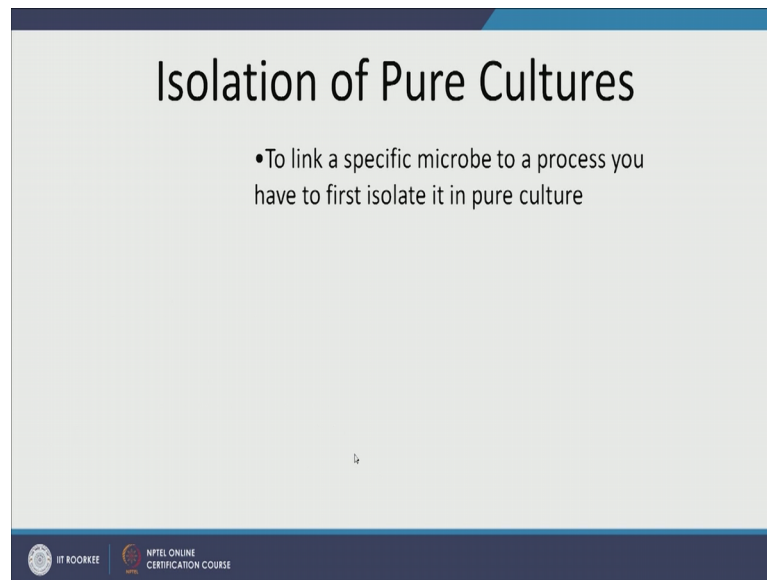 Isolation of Pure Cultures
•To link a specific microbe to a process you
have to first isolate it in pure culture
IIT ROORKEE
NPTEL
NPTEL ONLINE
CERTIFICATION COURSE